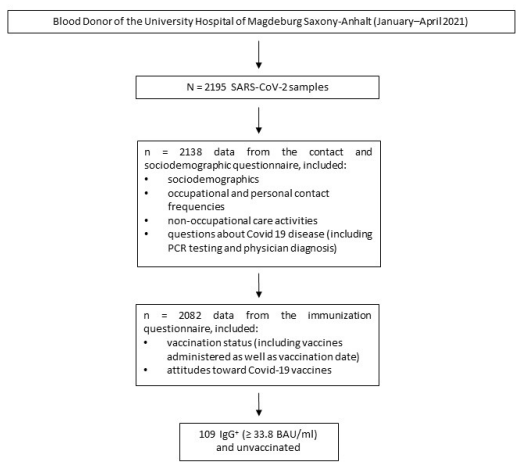 Blood Donor of the University Hospital of Magdeburg Saxony-Anhalt (January–April 2021)
N = 2195 SARS-CoV-2 samples
n = 2138 data from the contact and
sociodemographic questionnaire, included:
• sociodemographics
• occupational and personal contact
frequencies
• non-occupational care activities
• questions about Covid 19 disease (including
PCR testing and physician diagnosis)
n = 2082 data from the immunization
questionnaire, included:
• vaccination status (including vaccines
administered as well as vaccination date)
• attitudes toward Covid-19 vaccines
109 IgG⁺ (≥ 33.8 BAU/ml)
and unvaccinated